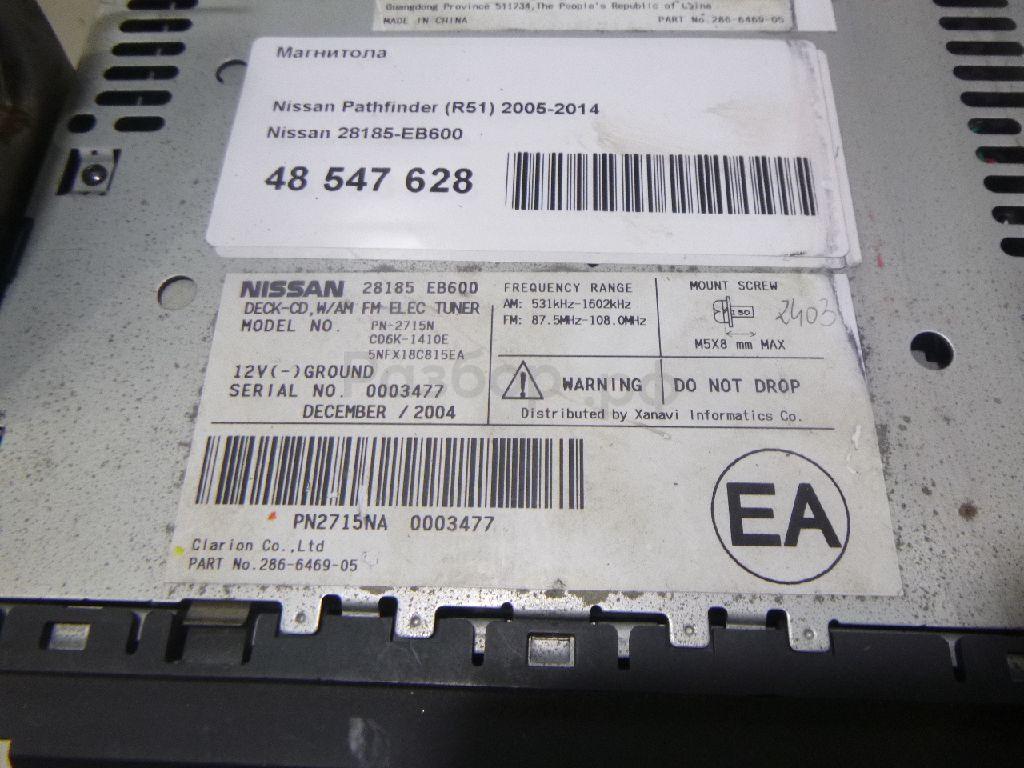 Guangdong Province 511234, The People's Republic of China
MADE IN CHINA
PART No.286-6469-05
Магнитола
Nissan Pathfinder (R51) 2005-2014
Nissan 28185-EB600
48 547 628
NISSAN 28185 EB600
DECK-CD,W/AM FM ELEC TUNER
MODEL NO. PN-2715N
CD6K-1410E
5NFX18C815EA
12V(-)GROUND
SERIAL NO. 0003477
DECEMBER / 2004
FREQUENCY RANGE
AM: 531kHz-1602kHz
FM: 87.5MHz-108.0MHz
MOUNT SCREW
ISO
2403
M5X8 mm MAX
WARNING
DO NOT DROP
Distributed by Xanavi Informatics Co.
Разбор.рф
PN2715NA 0003477
Clarion Co.,Ltd
PART No.286-6469-05
EA